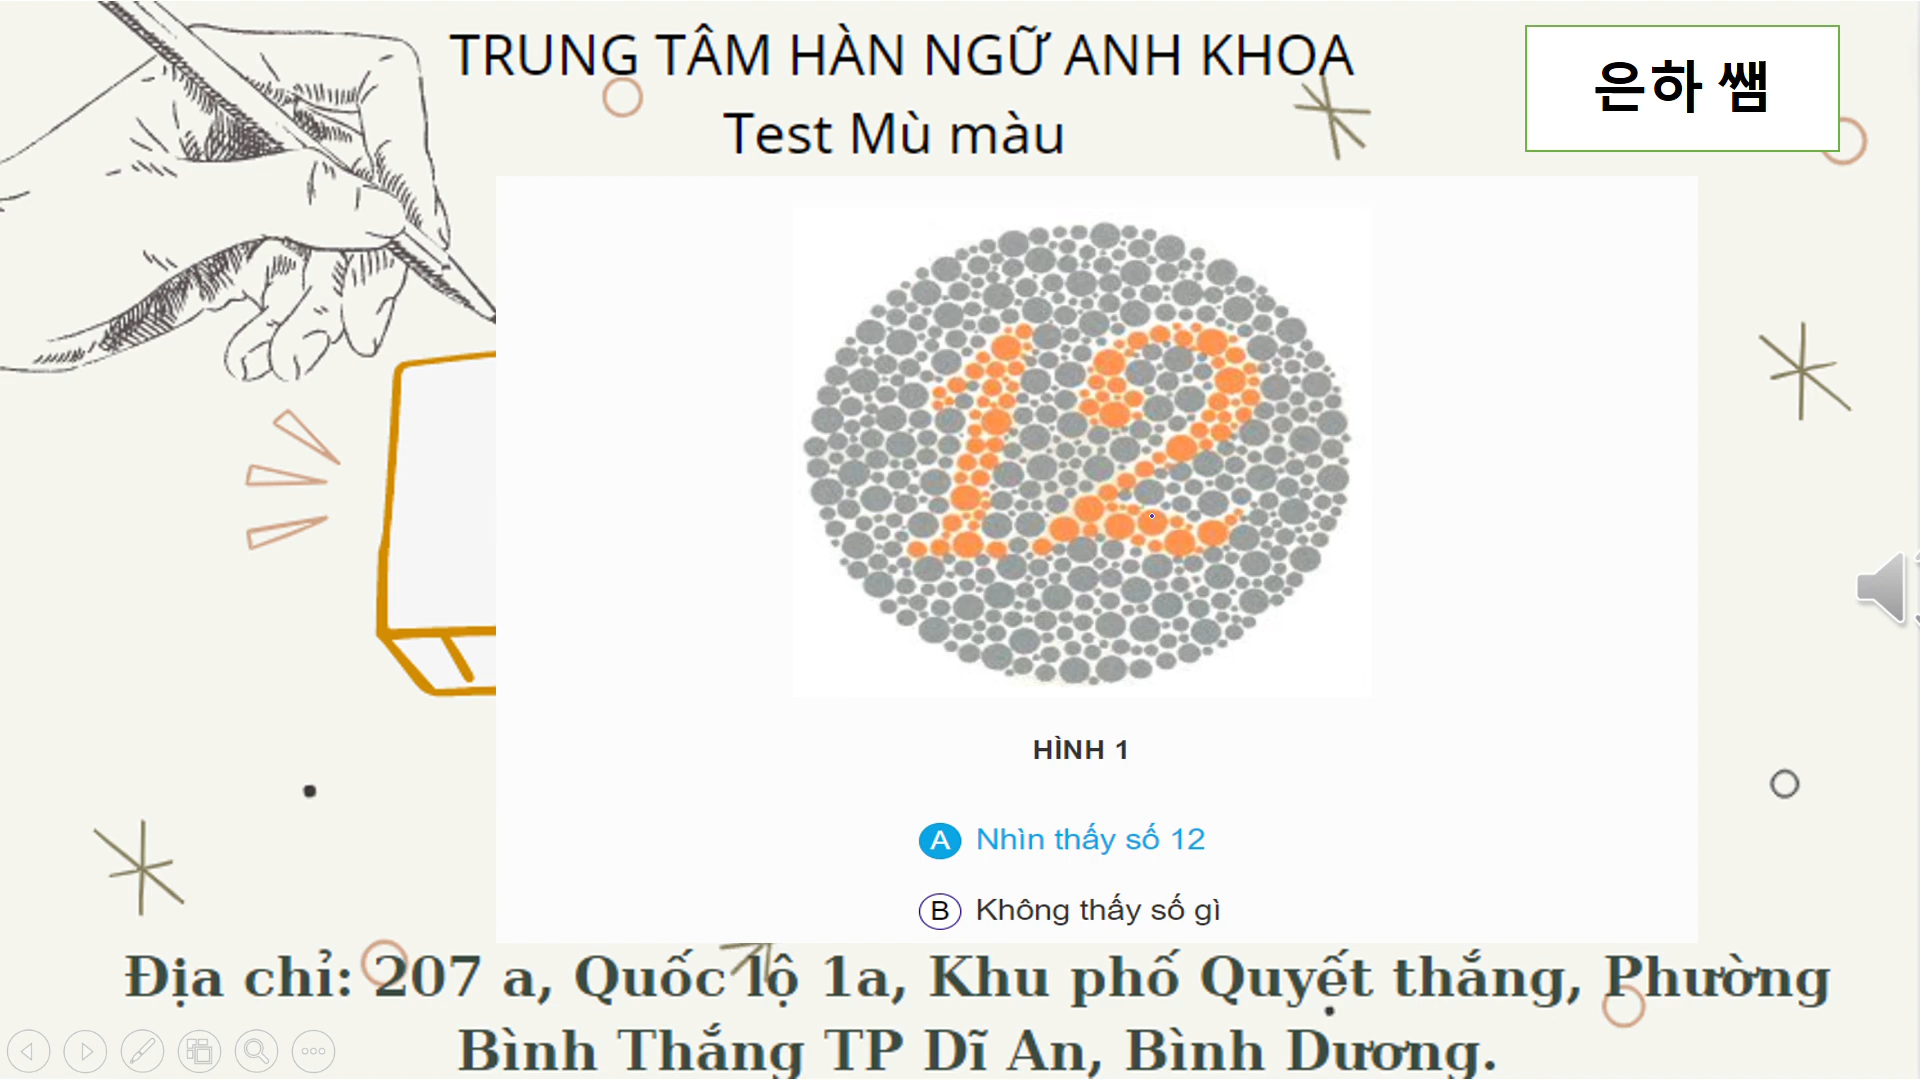 TRUNG TÂM HÀN NGỮ ANH KHOA
Test Mù màu
은하 쌤
12
HÌNH 1
A Nhìn thấy số 12
B Không thấy số gì
Địa chỉ: 207 a, Quốc lộ 1a, Khu phố Quyết thắng, Phường
Bình Thắng TP Dĩ An, Bình Dương.